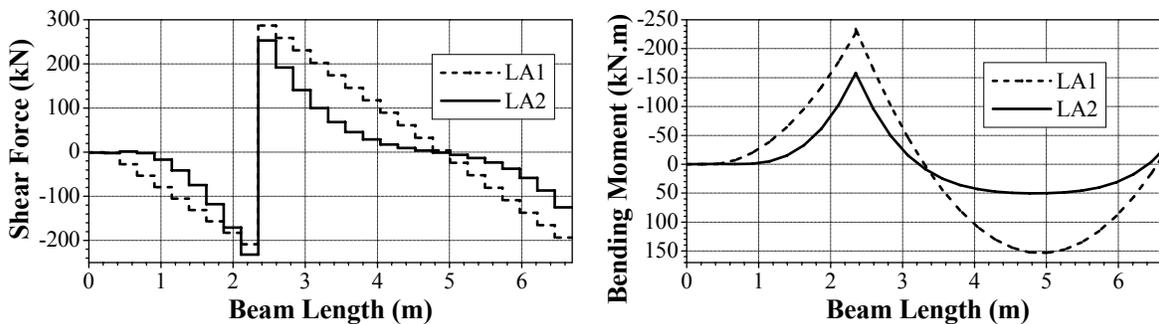 300
200
100
0
-100
-200
Shear Force (kN)
LA1
LA2
0 1 2 3 4 5 6
Beam Length (m)
-250
-200
-150
-100
-50
0
50
100
150
Bending Moment (kN.m)
LA1
LA2
0 1 2 3 4 5 6
Beam Length (m)